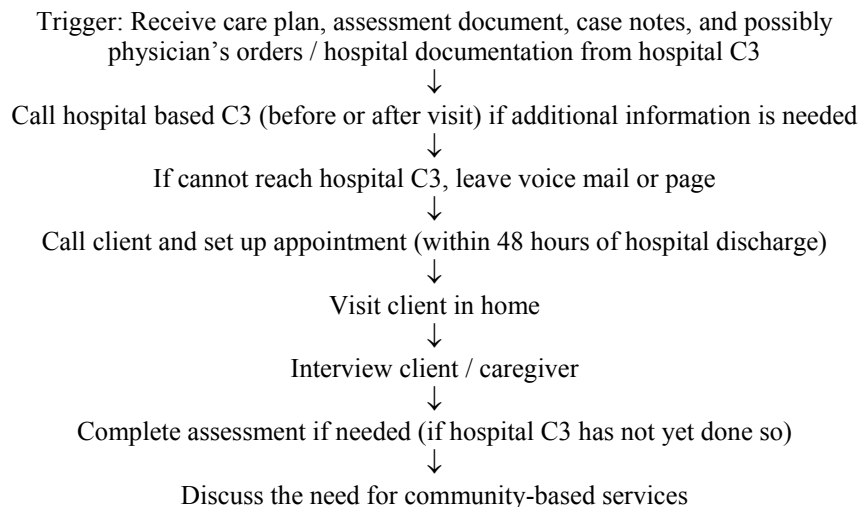 Trigger: Receive care plan, assessment document, case notes, and possibly
physician’s orders / hospital documentation from hospital C3
↓
Call hospital based C3 (before or after visit) if additional information is needed
↓
If cannot reach hospital C3, leave voice mail or page
↓
Call client and set up appointment (within 48 hours of hospital discharge)
↓
Visit client in home
↓
Interview client / caregiver
↓
Complete assessment if needed (if hospital C3 has not yet done so)
↓
Discuss the need for community-based services